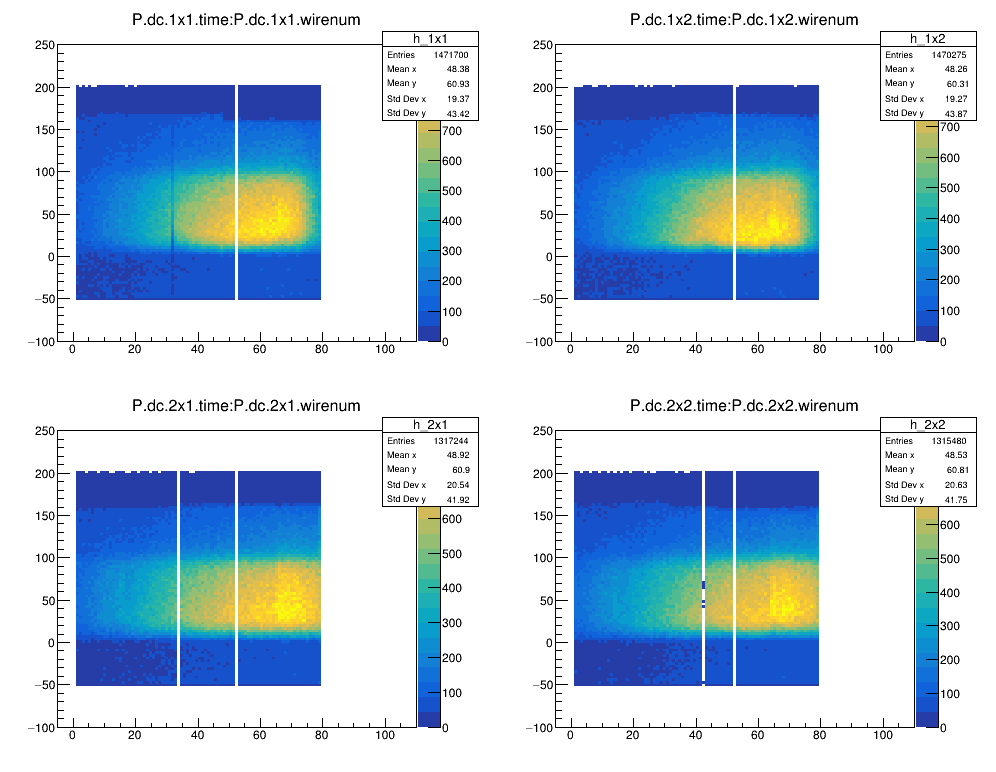 P.dc.1x1.time:P.dc.1x1.wirenum
h_1x1
Entries 1471700
Mean x 48.38
Mean y 60.93
Std Dev x 19.37
Std Dev y 43.42
250
200
150
100
50
0
−50
−100
0 20 40 60 80 100
700
600
500
400
300
200
100
0
P.dc.1x2.time:P.dc.1x2.wirenum
h_1x2
Entries 1470275
Mean x 48.26
Mean y 60.31
Std Dev x 19.27
Std Dev y 43.87
250
200
150
100
50
0
−50
−100
0 20 40 60 80 100
700
600
500
400
300
200
100
0
P.dc.2x1.time:P.dc.2x1.wirenum
h_2x1
Entries 1317244
Mean x 48.92
Mean y 60.9
Std Dev x 20.54
Std Dev y 41.92
250
200
150
100
50
0
−50
−100
0 20 40 60 80 100
600
500
400
300
200
100
0
P.dc.2x2.time:P.dc.2x2.wirenum
h_2x2
Entries 1315480
Mean x 48.53
Mean y 60.81
Std Dev x 20.63
Std Dev y 41.75
250
200
150
100
50
0
−50
−100
0 20 40 60 80 100
600
500
400
300
200
100
0